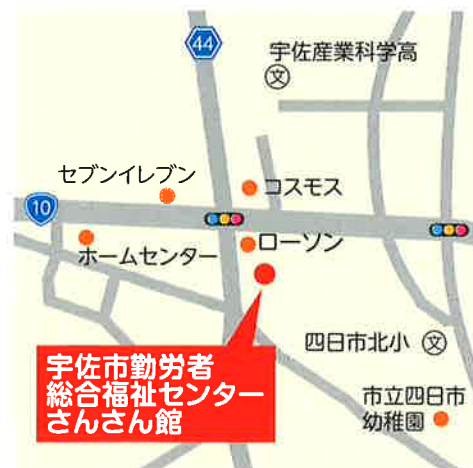 44
宇佐産業科学高
文
セブンイレブン
コスモス
10
ホームセンター
ローソン
四日市北小
文
宇佐市勤労者
総合福祉センター
さんさん館
市立四日市
幼稚園